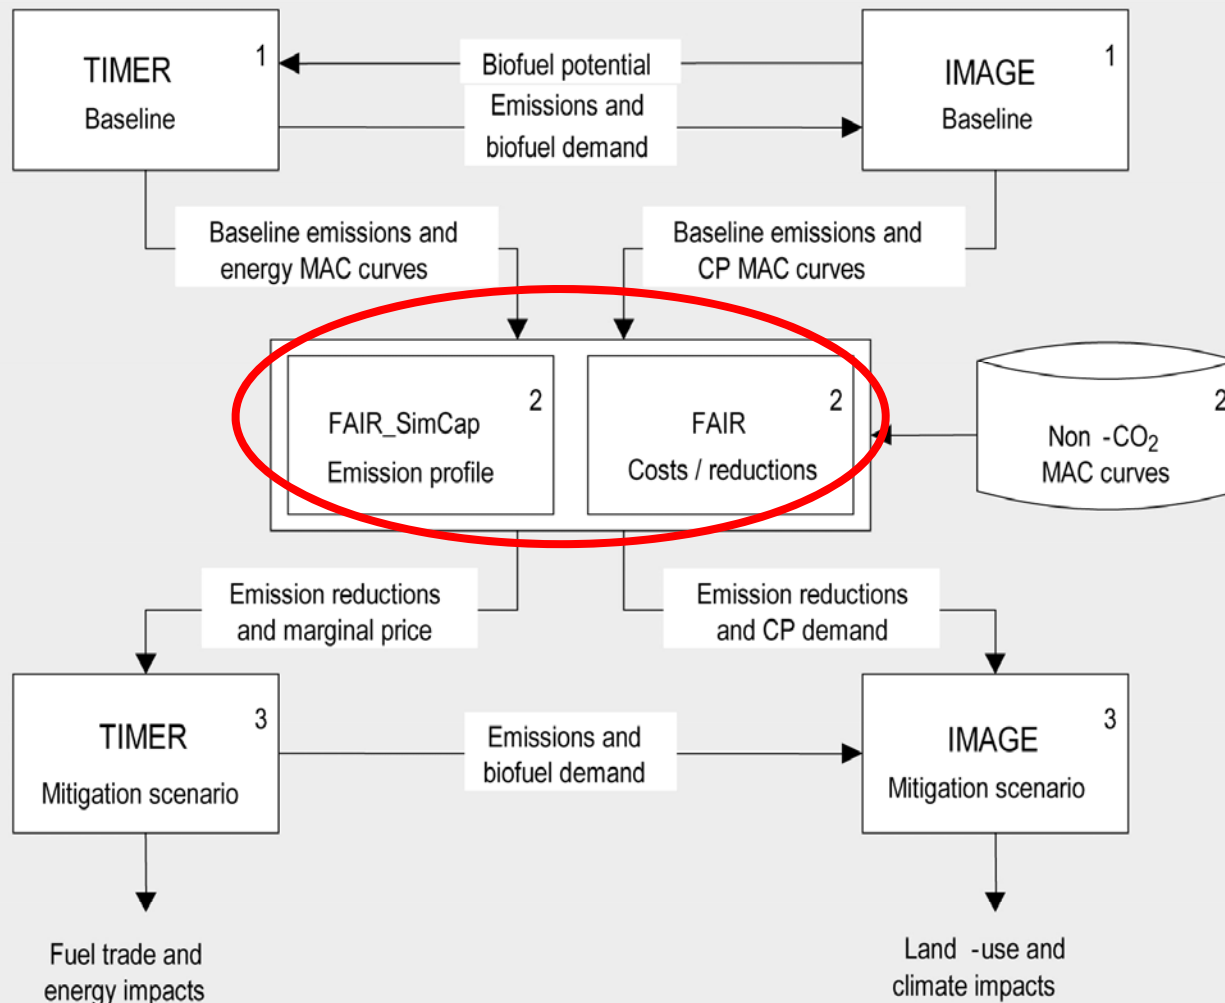 TIMER
1
Baseline
Biofuel potential
Emissions and
biofuel demand
IMAGE
1
Baseline
Baseline emissions and
energy MAC curves
Baseline emissions and
CP MAC curves
FAIR_SimCap
2
Emission profile
FAIR
2
Costs / reductions
2
Non -CO₂
MAC curves
Emission reductions
and marginal price
Emission reductions
and CP demand
TIMER
3
Mitigation scenario
Emissions and
biofuel demand
IMAGE
3
Mitigation scenario
Fuel trade and
energy impacts
Land -use and
climate impacts